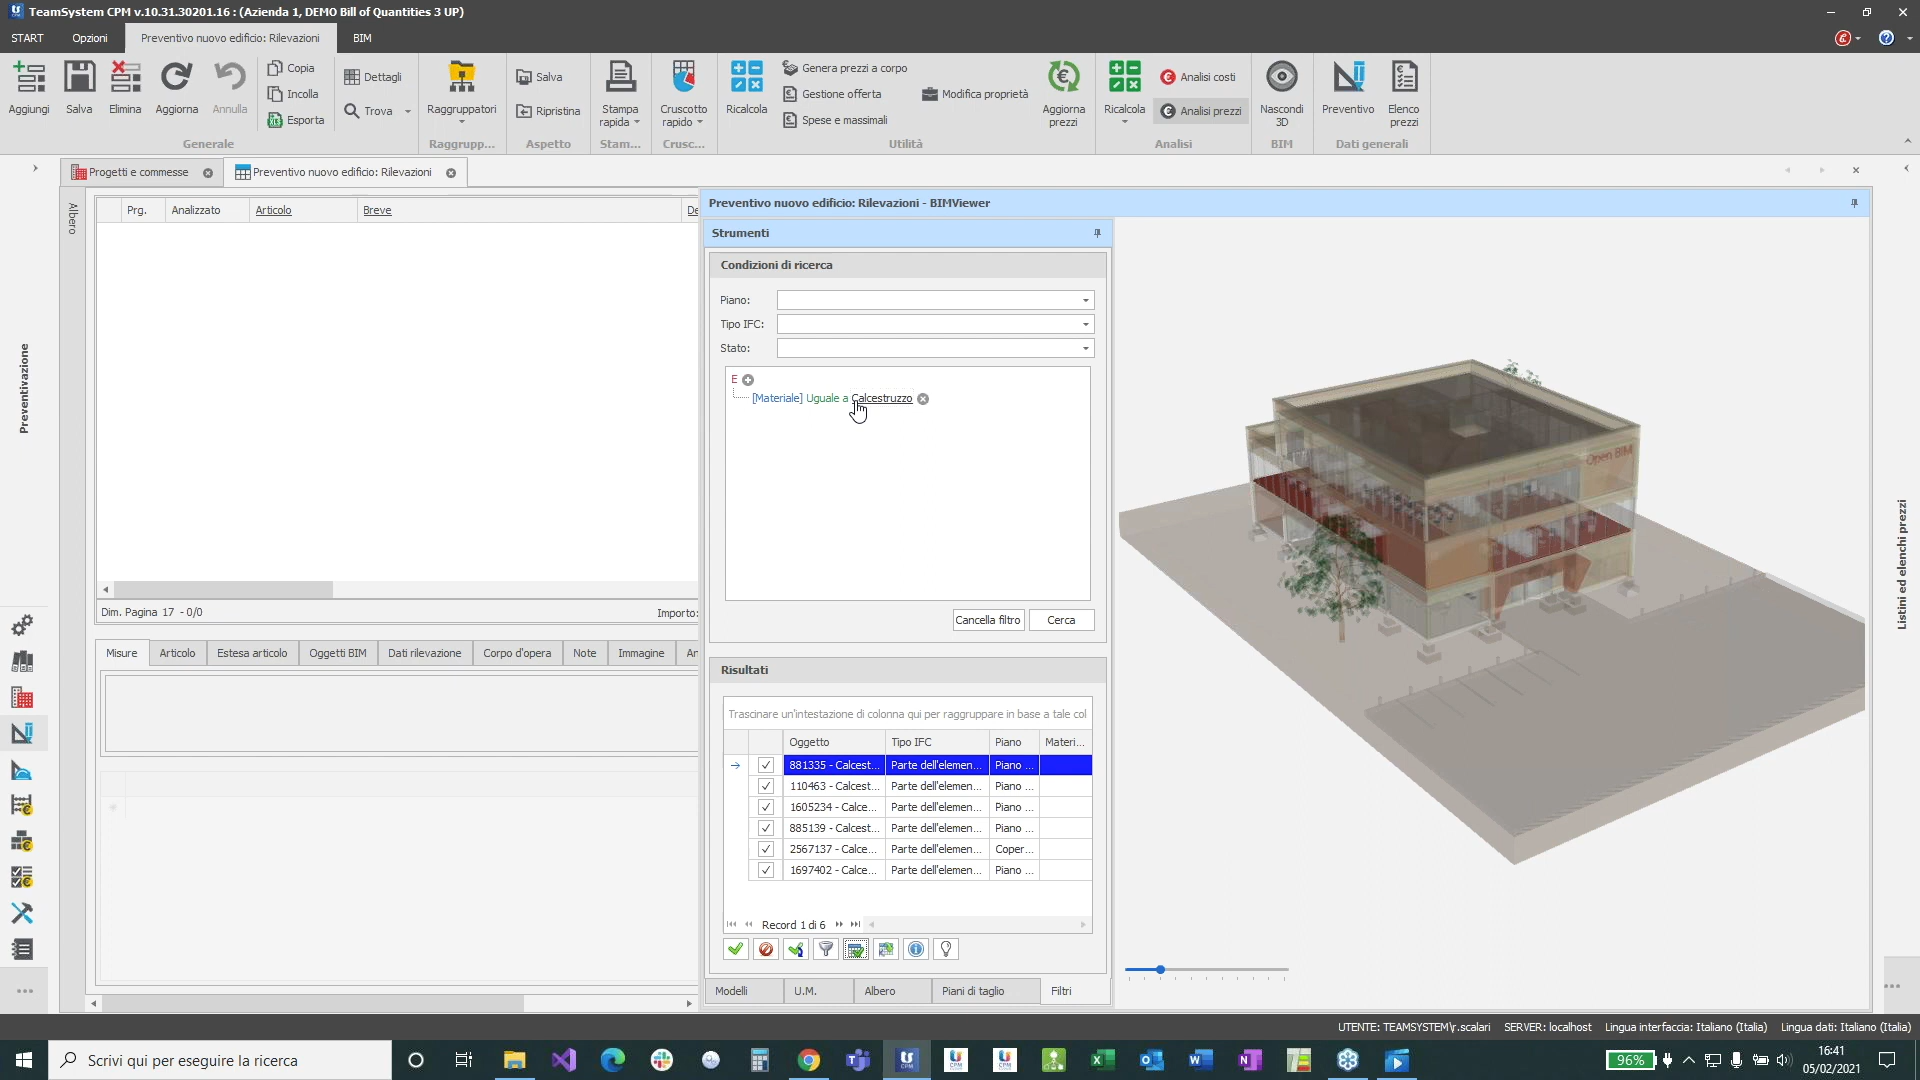 TeamSystem CPM v.10.31.30201.16 : (Azienda 1, DEMO Bill of Quantities 3 UP)
START
Opzioni
Preventivo nuovo edificio: Rilevazioni
BIM
Aggiungi
Salva
Elimina
Aggiorna
Annulla
Copia
Incolla
Esporta
Generale
Dettagli
Trova
Raggruppatori
Raggrupp...
Salva
Ripristina
Aspetto
Stampa rapida
Stam...
Cruscotto rapido
Crusc...
Ricalcola
Genera prezzi a corpo
Gestione offerta
Spese e massimali
Modifica proprietà
Aggiorna prezzi
Utilità
Ricalcola
Analisi costi
Analisi prezzi
Analisi
Nascondi 3D
BIM
Preventivo
Elenco prezzi
Dati generali
Progetti e commesse
Preventivo nuovo edificio: Rilevazioni
Preventivazione
Albero
Prg.
Analizzato
Articolo
Breve
De
Dim. Pagina 17 - 0/0
Importo:
Misure
Articolo
Estesa articolo
Oggetti BIM
Dati rilevazione
Corpo d'opera
Note
Immagine
An
Preventivo nuovo edificio: Rilevazioni - BIMViewer
Strumenti
Condizioni di ricerca
Piano:
Tipo IFC:
Stato:
E
[Materiale] Uguale a Calcestruzzo
Cancella filtro
Cerca
Risultati
Trascinare un'intestazione di colonna qui per raggruppare in base a tale col
Oggetto Tipo IFC Piano Materi...
881335 - Calcest... Parte dell'elemen... Piano ...
110463 - Calcest... Parte dell'elemen... Piano ...
1605234 - Calce... Parte dell'elemen... Piano ...
885139 - Calcest... Parte dell'elemen... Piano ...
2567137 - Calce... Parte dell'elemen... Coper...
1697402 - Calce... Parte dell'elemen... Piano ...
Record 1 di 6
Modelli
U.M.
Albero
Piani di taglio
Filtri
Open BIM
Listini ed elenchi prezzi
UTENTE: TEAMSYSTEM\r.scalari
SERVER: localhost
Lingua interfaccia: Italiano (Italia)
Lingua dati: Italiano (Italia)
Scrivi qui per eseguire la ricerca
96%
16:41
05/02/2021